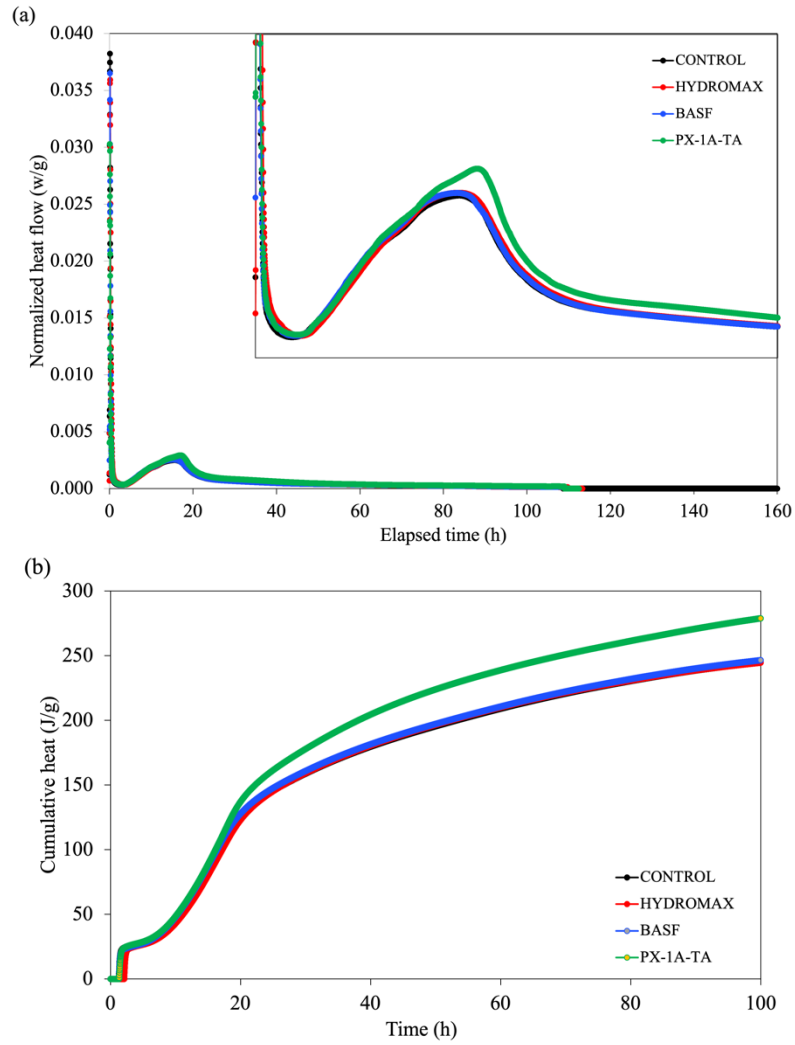 (a)
0.040
0.035
0.030
0.025
0.020
0.015
0.010
0.005
0.000
Normalized heat flow (w/g)
CONTROL
HYDROMAX
BASF
PX-1A-TA
0 20 40 60 80 100 120 140 160
Elapsed time (h)
(b)
300
250
200
150
100
50
0
Cumulative heat (J/g)
CONTROL
HYDROMAX
BASF
PX-1A-TA
0 20 40 60 80 100
Time (h)